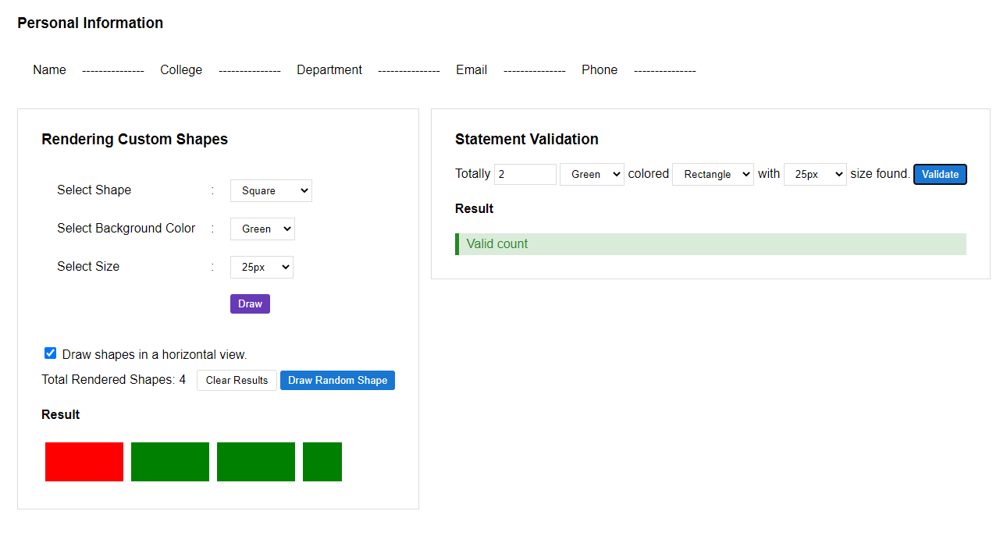 Personal Information
Name --------------- College --------------- Department --------------- Email --------------- Phone ---------------
Rendering Custom Shapes
Select Shape : Square
Select Background Color : Green
Select Size : 25px
Draw
Draw shapes in a horizontal view.
Total Rendered Shapes: 4 Clear Results Draw Random Shape
Result
Statement Validation
Totally 2 Green colored Rectangle with 25px size found. Validate
Result
Valid count